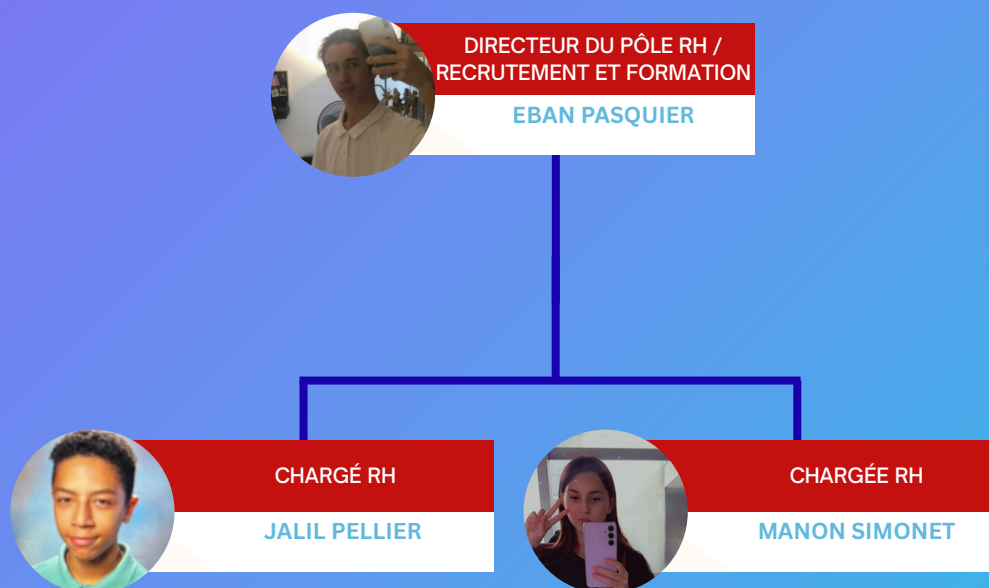 DIRECTEUR DU PÔLE RH /
RECRUTEMENT ET FORMATION
EBAN PASQUIER
CHARGÉ RH
JALIL PELLIER
CHARGÉE RH
MANON SIMONET